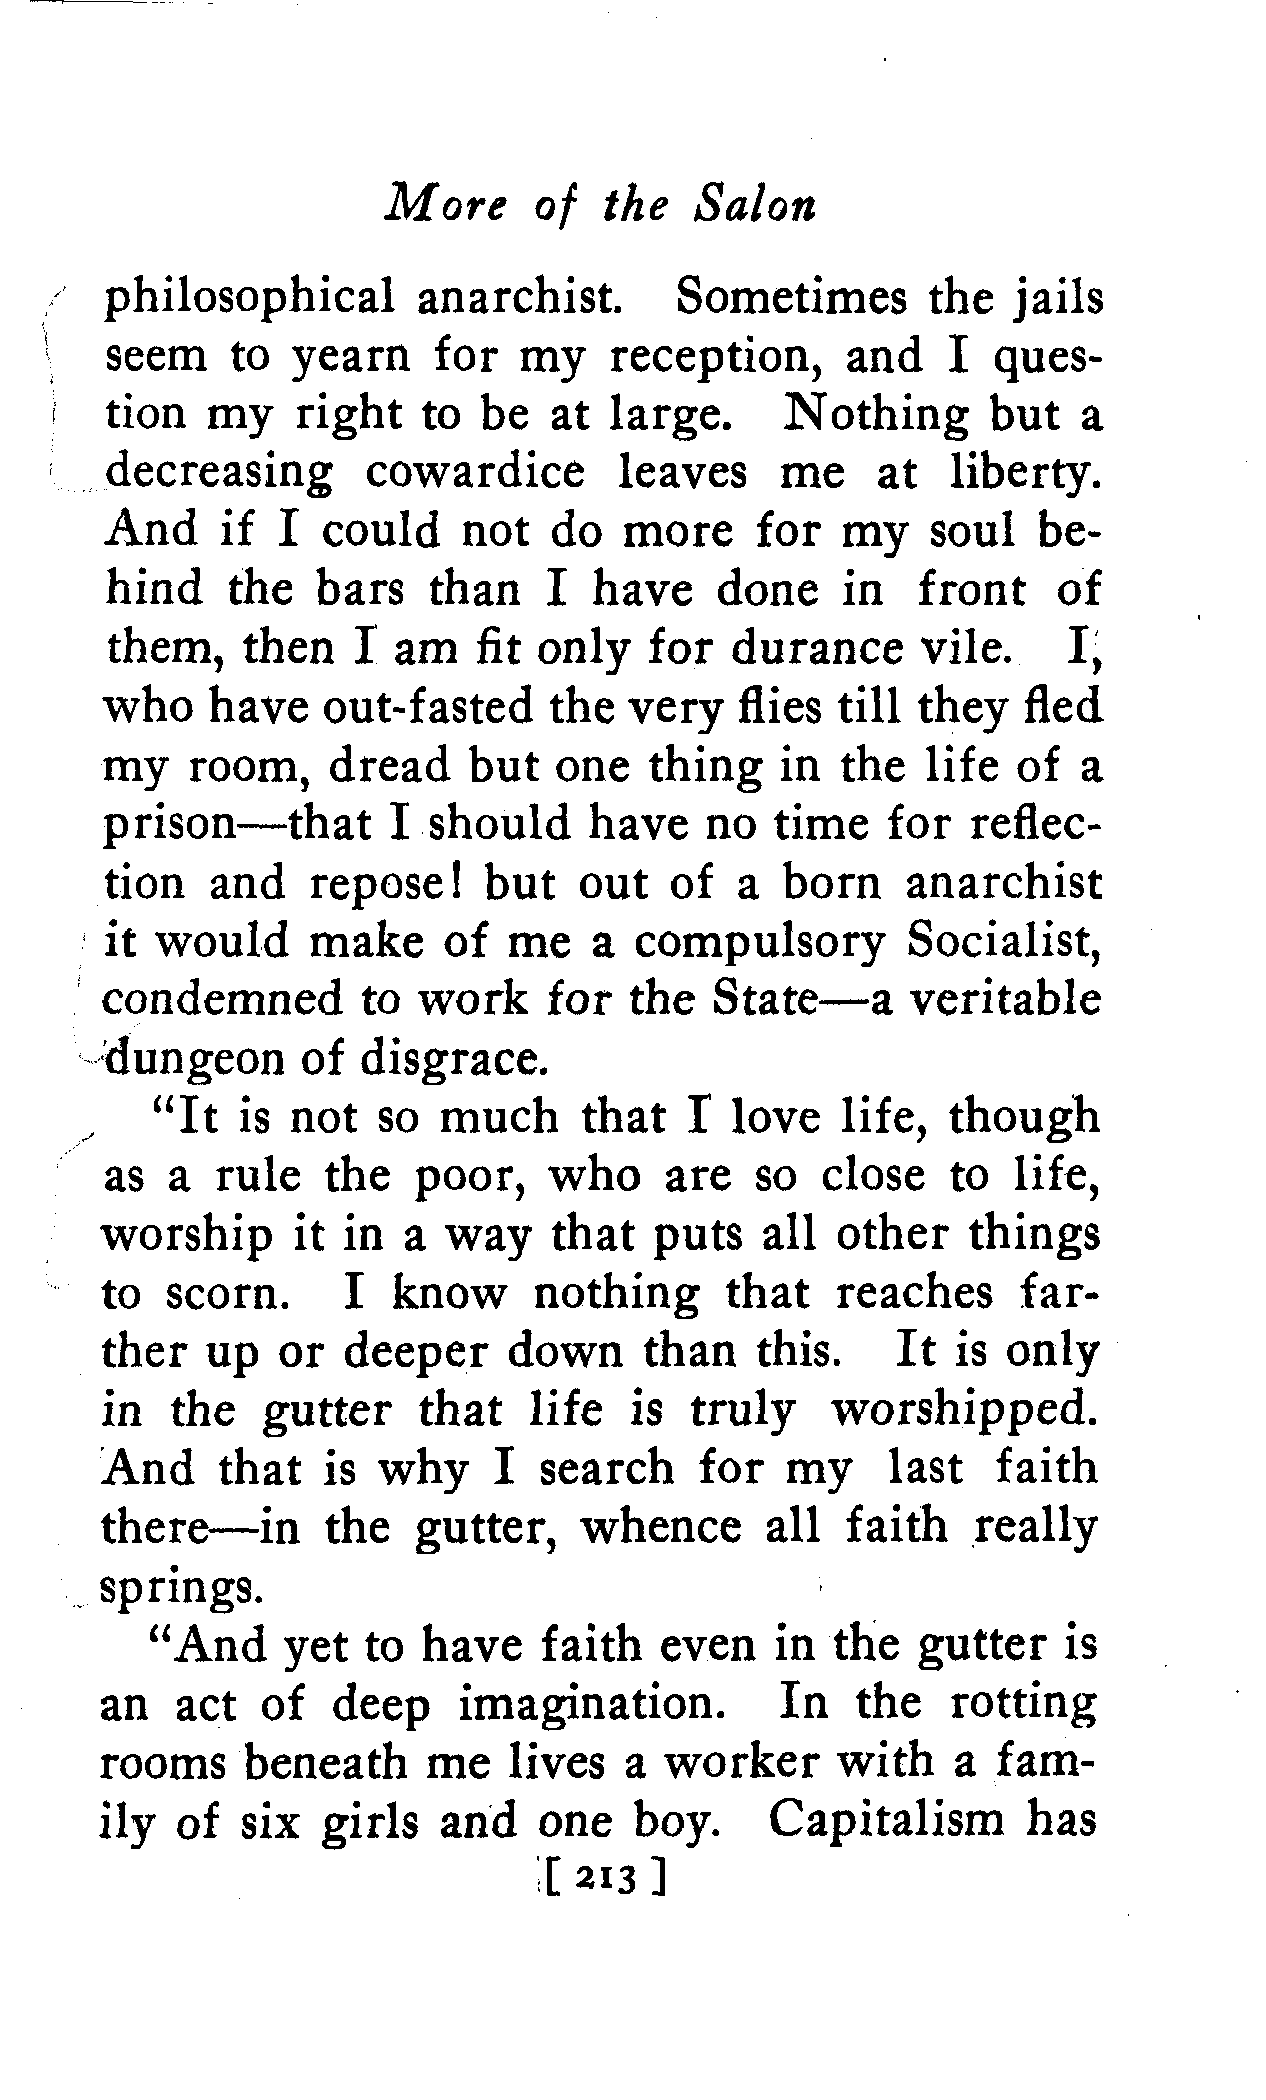 More of the Salon
philosophical anarchist. Sometimes the jails
seem to yearn for my reception, and I ques-
tion my right to be at large. Nothing but a
decreasing cowardice leaves me at liberty.
And if I could not do more for my soul be-
hind the bars than I have done in front of
them, then I am fit only for durance vile. I,
who have out-fasted the very flies till they fled
my room, dread but one thing in the life of a
prison—that I should have no time for reflec-
tion and repose! but out of a born anarchist
it would make of me a compulsory Socialist,
condemned to work for the State—a veritable
dungeon of disgrace.
"It is not so much that I love life, though
as a rule the poor, who are so close to life,
worship it in a way that puts all other things
to scorn. I know nothing that reaches far-
ther up or deeper down than this. It is only
in the gutter that life is truly worshipped.
And that is why I search for my last faith
there—in the gutter, whence all faith really
springs.
"And yet to have faith even in the gutter is
an act of deep imagination. In the rotting
rooms beneath me lives a worker with a fam-
ily of six girls and one boy. Capitalism has
[ 213 ]